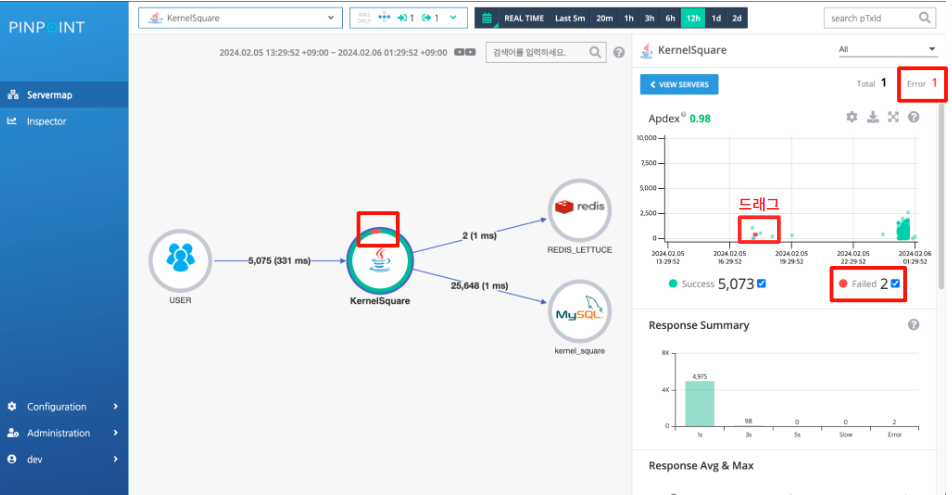 PINPOINT
KernelSquare
WAS ONLY 1 1
REAL TIME Last 5m 20m 1h 3h 6h 12h 1d 2d
search pTxId
Servermap
Inspector
Configuration
Administration
dev
2024.02.05 13:29:52 +09:00 ~ 2024.02.06 01:29:52 +09:00
검색어를 입력하세요.
USER
5,075 (331 ms)
KernelSquare
2 (1 ms)
redis
REDIS_LETTUCE
25,648 (1 ms)
MySQL
kernel_square
KernelSquare
All
VIEW SERVERS
Total 1
Error 1
Apdex 0.98
10,000
7,500
5,000
2,500
0
드래그
2024.02.05 13:29:52
2024.02.05 16:29:52
2024.02.05 19:29:52
2024.02.05 22:29:52
2024.02.06 01:29:52
Success 5,073
Failed 2
Response Summary
8K
4K
0
4,975
98
0
0
2
1s
3s
5s
Slow
Error
Response Avg & Max